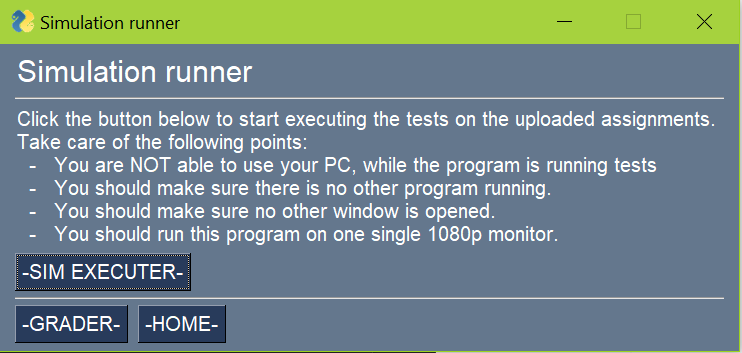 Simulation runner
Simulation runner
Click the button below to start executing the tests on the uploaded assignments.
Take care of the following points:
- You are NOT able to use your PC, while the program is running tests
- You should make sure there is no other program running.
- You should make sure no other window is opened.
- You should run this program on one single 1080p monitor.
-SIM EXECUTER-
-GRADER- -HOME-